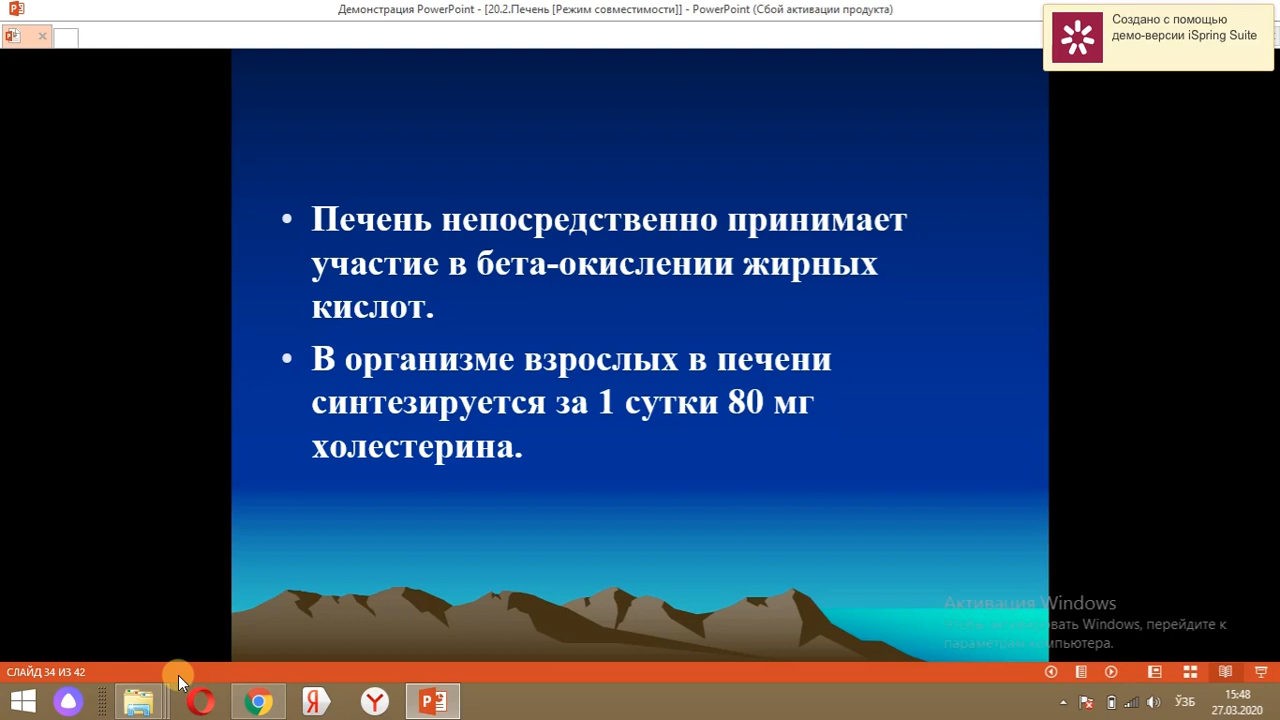 Демонстрация PowerPoint - [20.2.Печень [Режим совместимости]] - PowerPoint (Сбой активации продукта)
Создано с помощью
демо-версии iSpring Suite
• Печень непосредственно принимает
участие в бета-окислении жирных
кислот.
• В организме взрослых в печени
синтезируется за 1 сутки 80 мг
холестерина.
Активация Windows
Чтобы активировать Windows, перейдите к
параметрам компьютера.
СЛАЙД 34 ИЗ 42
ЎЗБ
15:48
27.03.2020